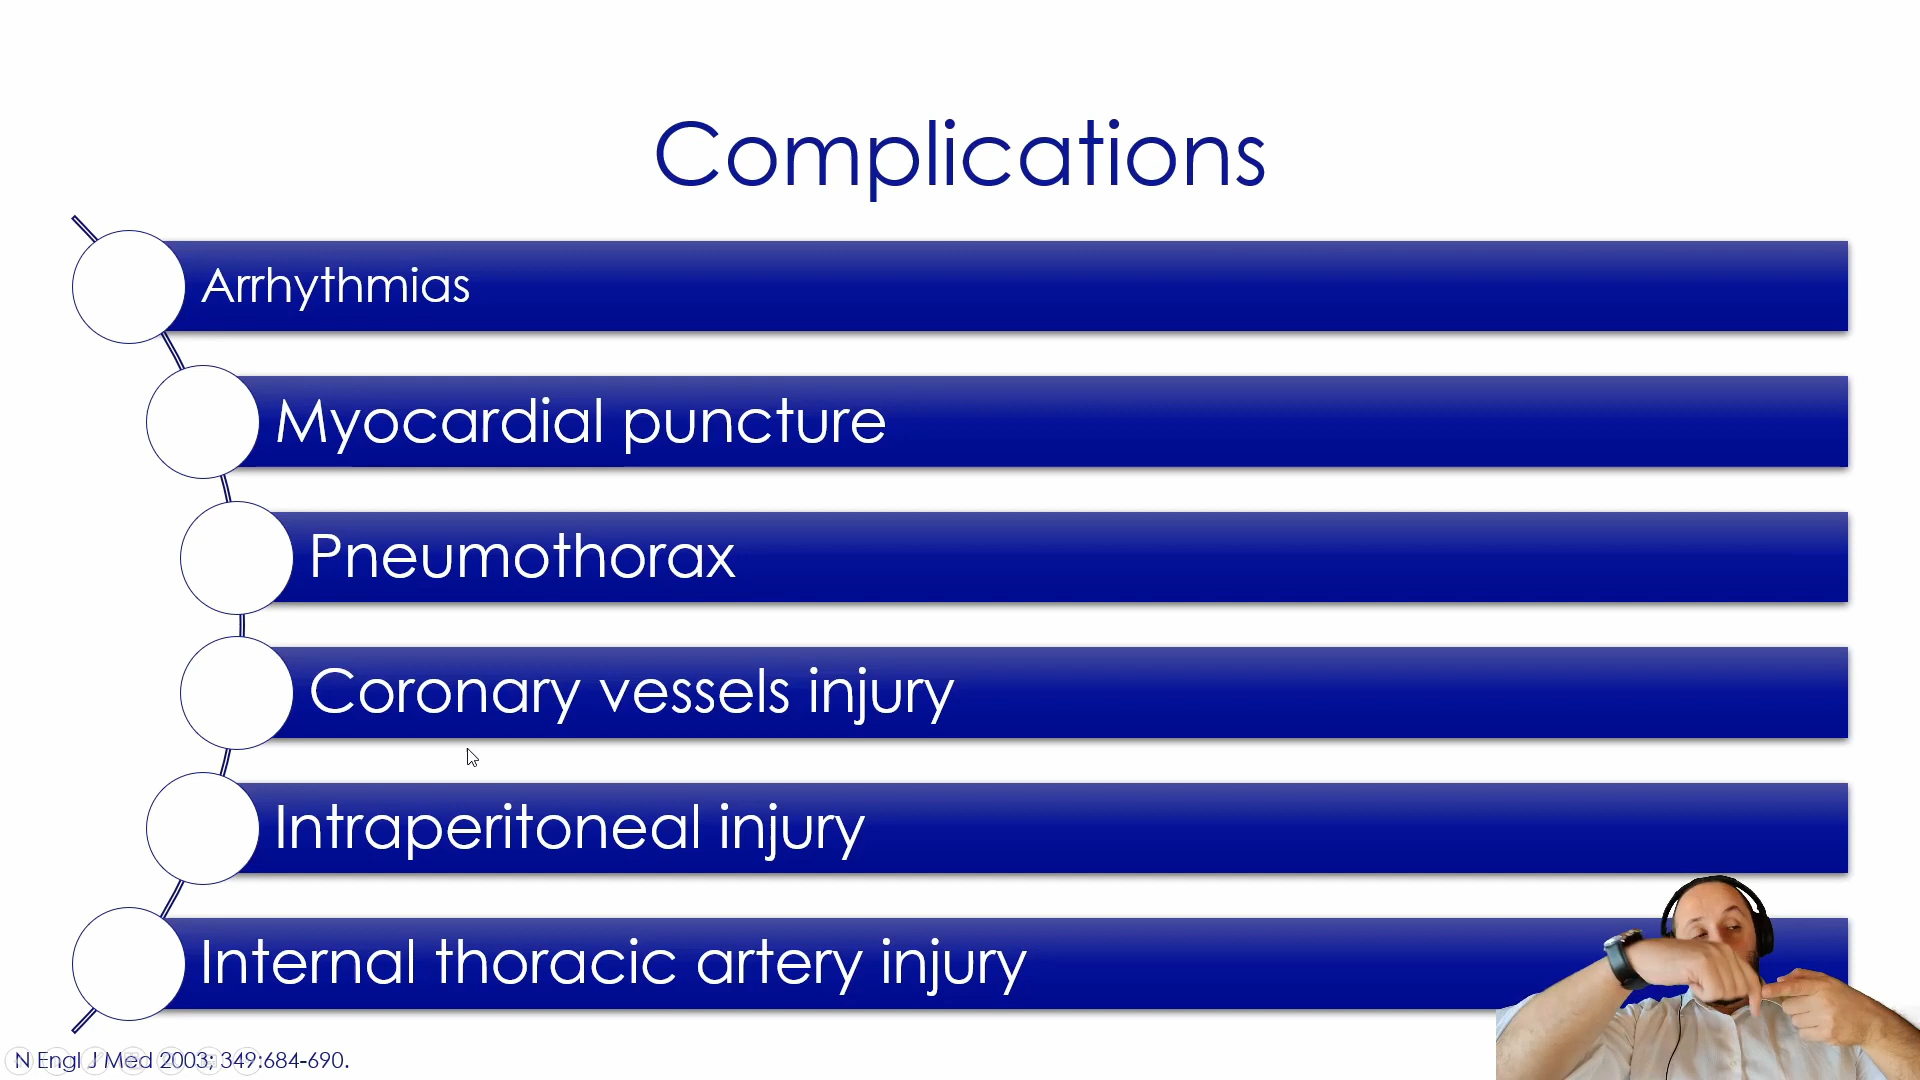 Complications
Arrhythmias
Myocardial puncture
Pneumothorax
Coronary vessels injury
Intraperitoneal injury
Internal thoracic artery injury
N Engl J Med 2003; 349:684-690.